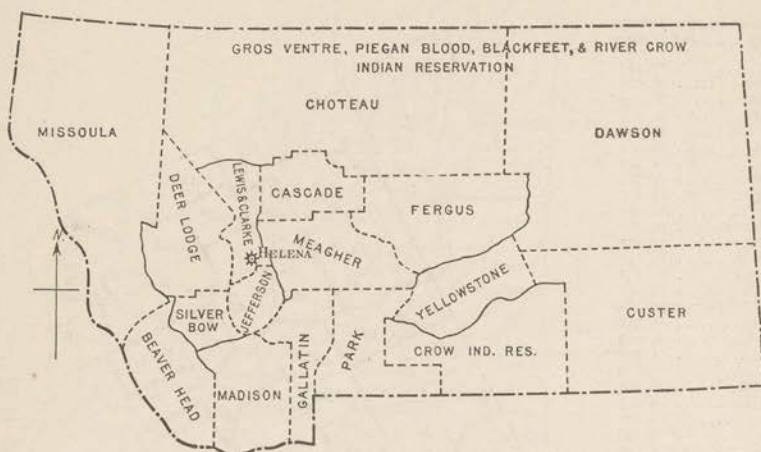 GROS VENTRE, PIEGAN BLOOD, BLACKFEET, & RIVER CROW
INDIAN RESERVATION
CHOTEAU
MISSOULA
DAWSON
DEER LODGE
LEWIS & CLARKE
CASCADE
FERGUS
MEAGHER
HELENA
N.
YELLOWSTONE
JEFFERSON
SILVER
BOW
CUSTER
BEAVER HEAD
MADISON
GALLATIN
PARK
CROW IND. RES.